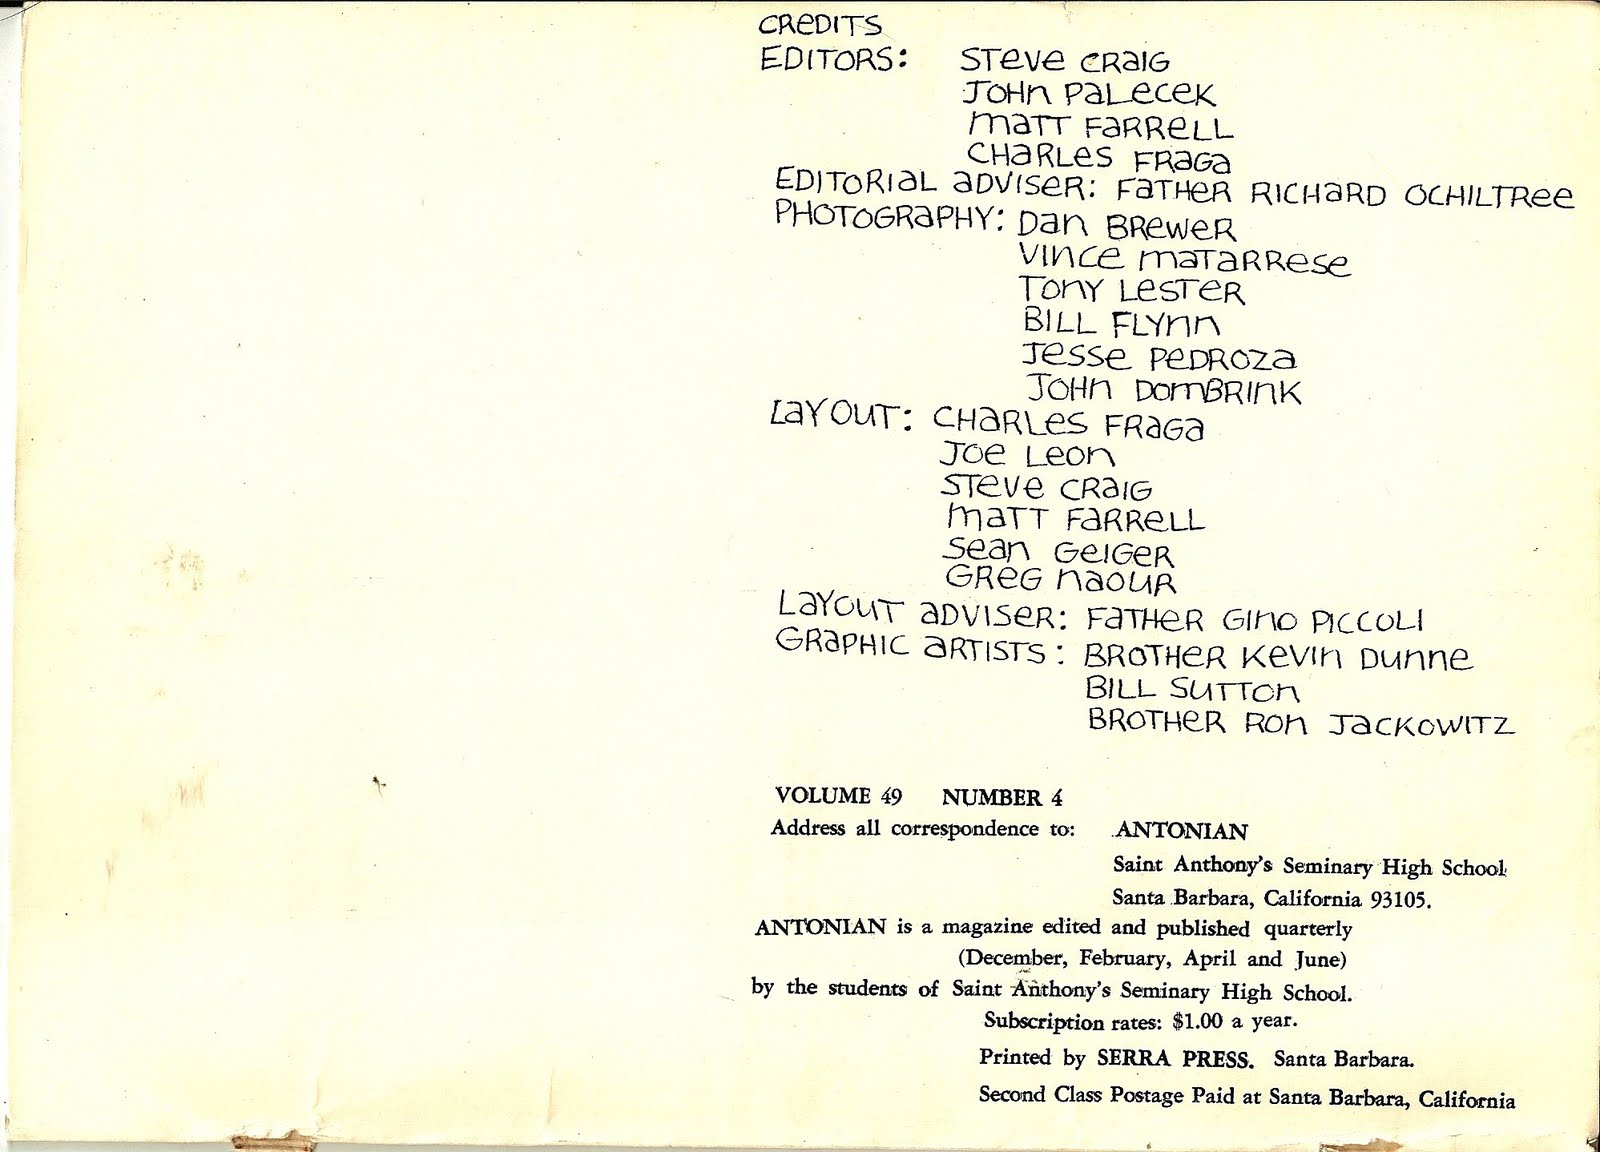 CREDITS
EDITORS: STEVE CRAIG
JOHN PALECEK
MATT FARRELL
CHARLES FRAGA
EDITORIAL ADVISER: FATHER RICHARD OCHILTREE
PHOTOGRAPHY: DAN BREWER
VINCE MATARRESE
TONY LESTER
BILL FLYNN
JESSE PEDROZA
JOHN DOMBRINK
LAYOUT: CHARLES FRAGA
JOE LEON
STEVE CRAIG
MATT FARRELL
SEAN GEIGER
GREG NAOUR
LAYOUT ADVISER: FATHER GINO PICCOLI
GRAPHIC ARTISTS: BROTHER KEVIN DUNNE
BILL SUTTON
BROTHER RON JACKOWITZ
VOLUME 49 NUMBER 4
Address all correspondence to: ANTONIAN
Saint Anthony's Seminary High School
Santa Barbara, California 93105.
ANTONIAN is a magazine edited and published quarterly
(December, February, April and June)
by the students of Saint Anthony's Seminary High School.
Subscription rates: $1.00 a year.
Printed by SERRA PRESS. Santa Barbara.
Second Class Postage Paid at Santa Barbara, California